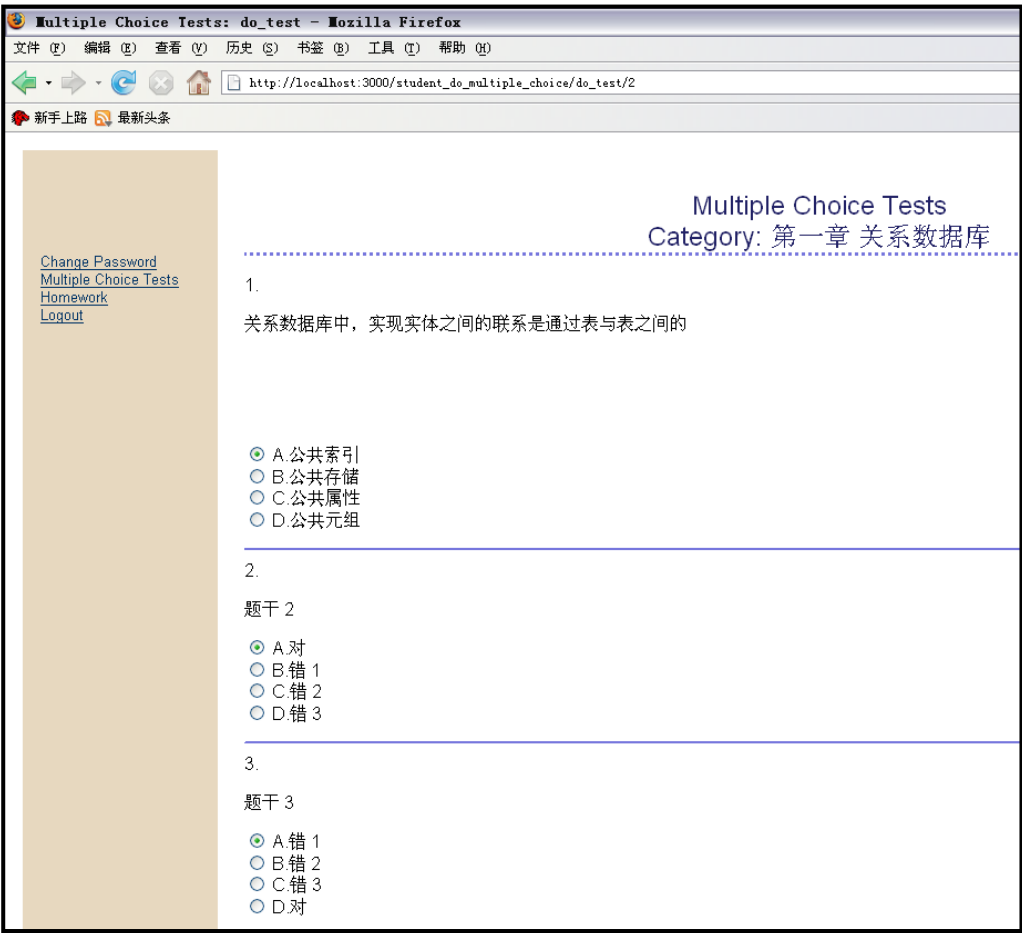 Multiple Choice Tests: do_test - Mozilla Firefox
文件 (F) 编辑 (E) 查看 (V) 历史 (S) 书签 (B) 工具 (T) 帮助 (H)
http://localhost:3000/student_do_multiple_choice/do_test/2
新手上路 最新头条
Multiple Choice Tests
Category: 第一章 关系数据库
Change Password
Multiple Choice Tests
Homework
Logout
1.
关系数据库中，实现实体之间的联系是通过表与表之间的
A.公共索引
B.公共存储
C.公共属性
D.公共元组
2.
题干 2
A.对
B.错 1
C.错 2
D.错 3
3.
题干 3
A.错 1
B.错 2
C.错 3
D.对